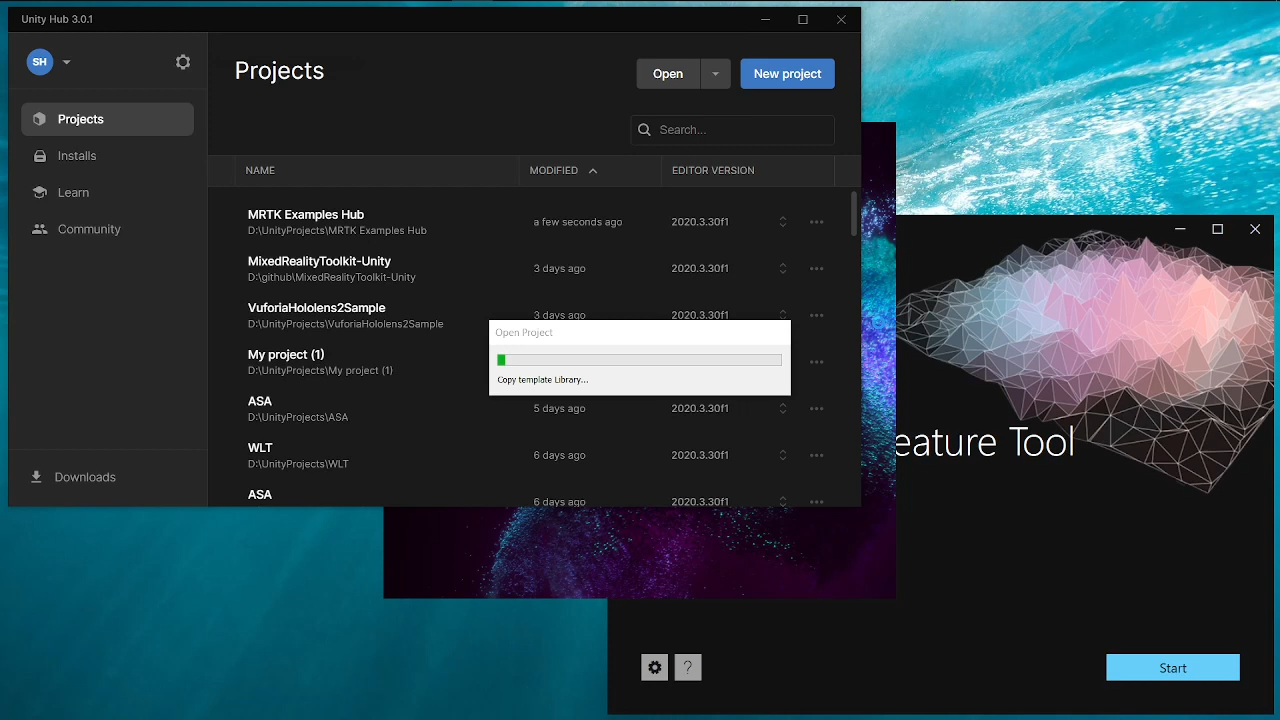 Unity Hub 3.0.1
SH
Projects
Open
New project
Projects
Installs
Learn
Community
Downloads
Search...
NAME
MODIFIED
EDITOR VERSION
MRTK Examples Hub
D:\UnityProjects\MRTK Examples Hub
a few seconds ago
2020.3.30f1
MixedRealityToolkit-Unity
D:\github\MixedRealityToolkit-Unity
3 days ago
2020.3.30f1
VuforiaHololens2Sample
D:\UnityProjects\VuforiaHololens2Sample
3 days ago
2020.3.30f1
My project (1)
D:\UnityProjects\My project (1)
Open Project
Copy template Library...
ASA
D:\UnityProjects\ASA
5 days ago
2020.3.30f1
WLT
D:\UnityProjects\WLT
6 days ago
2020.3.30f1
ASA
6 days ago
2020.3.30f1
eature Tool
?
Start